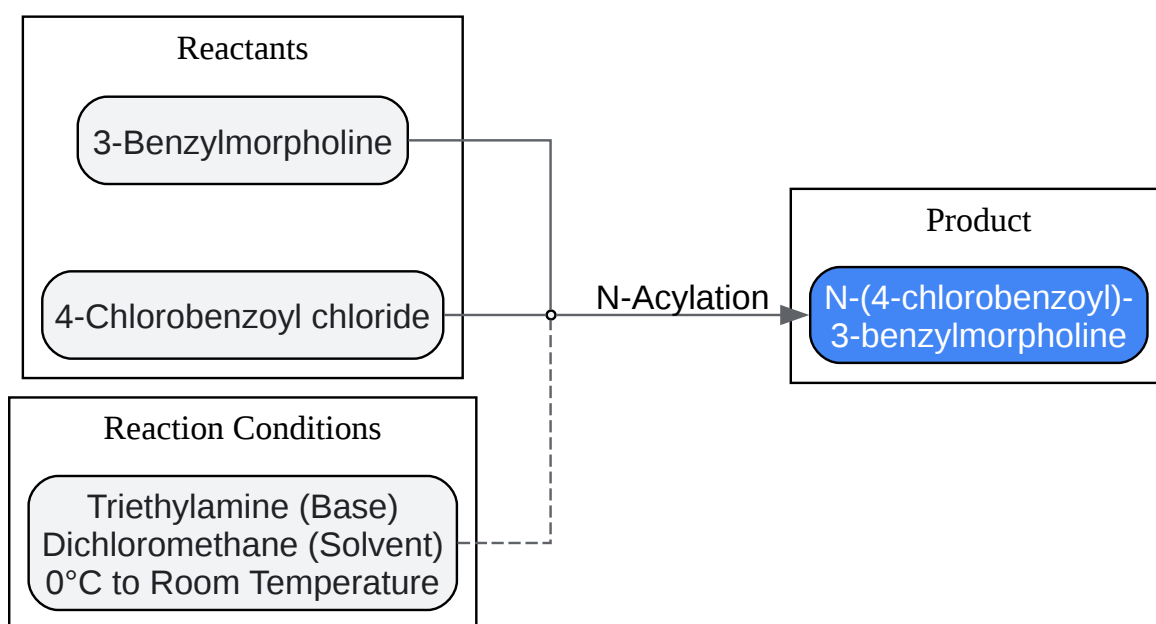 Reactants
3-Benzylmorpholine
4-Chlorobenzoyl chloride
N-Acylation
Product
N-(4-chlorobenzoyl)-
3-benzylmorpholine
Reaction Conditions
Triethylamine (Base)
Dichloromethane (Solvent)
0°C to Room Temperature